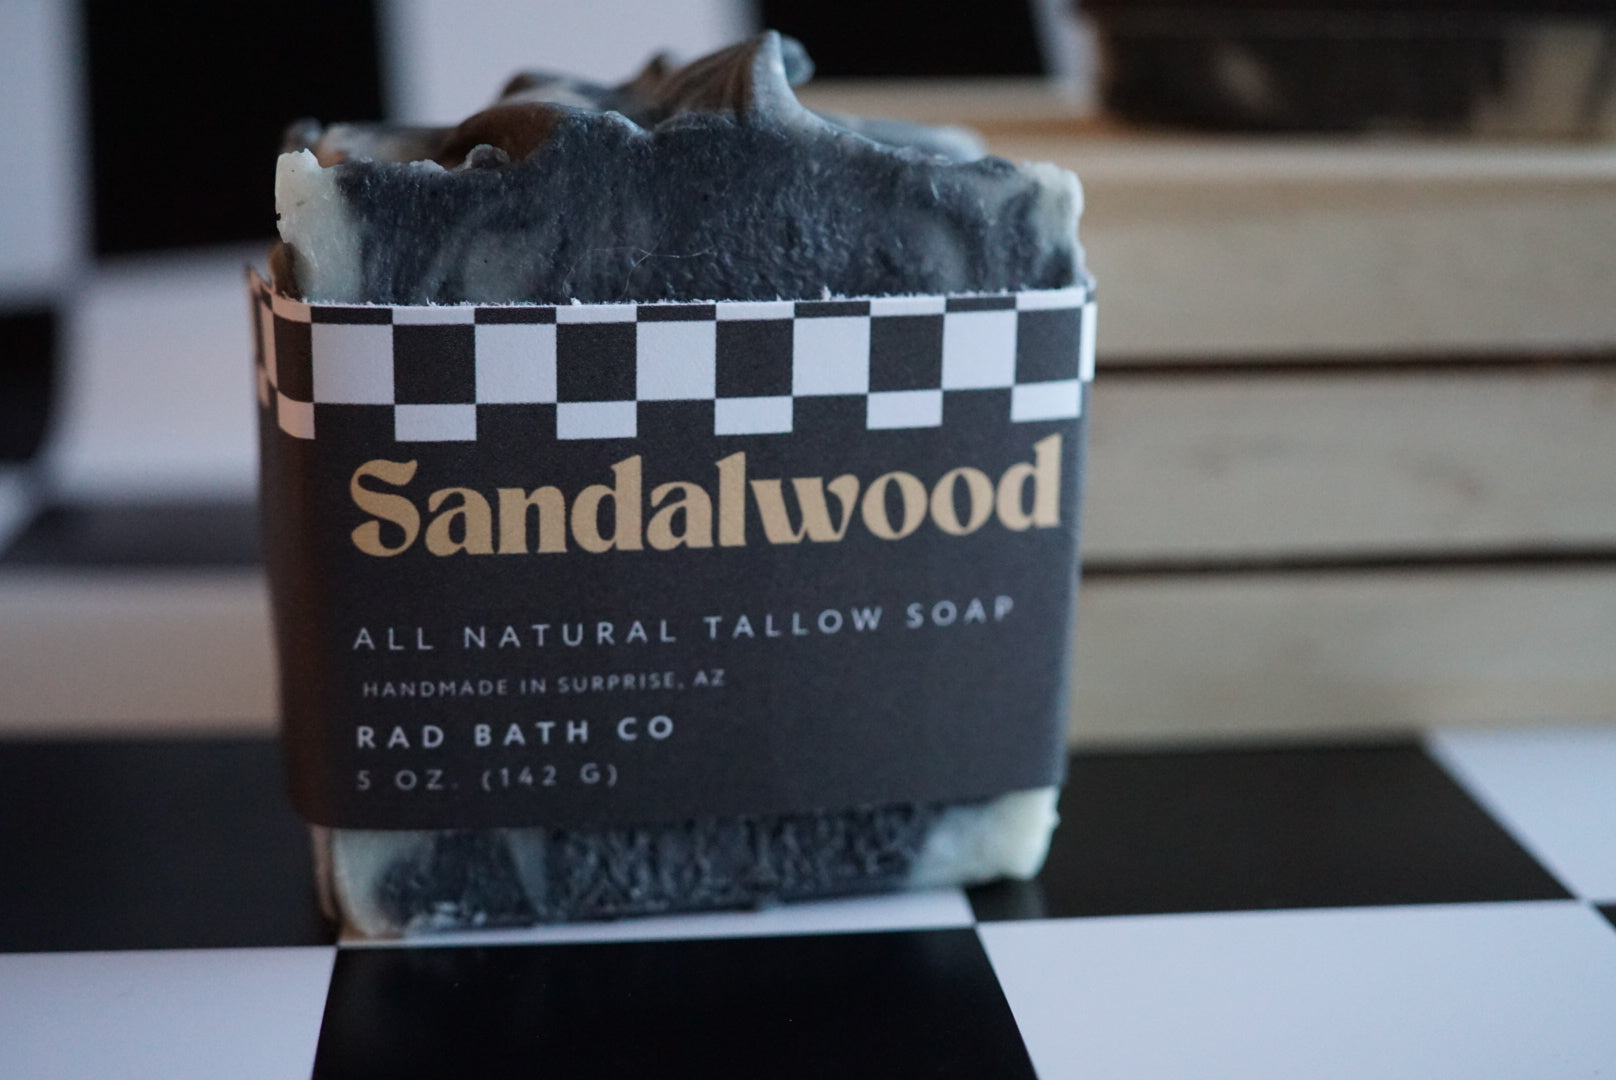 Sandalwood
ALL NATURAL TALLOW SOAP
HANDMADE IN SURPRISE, AZ
RAD BATH CO
5 OZ. (142 G)